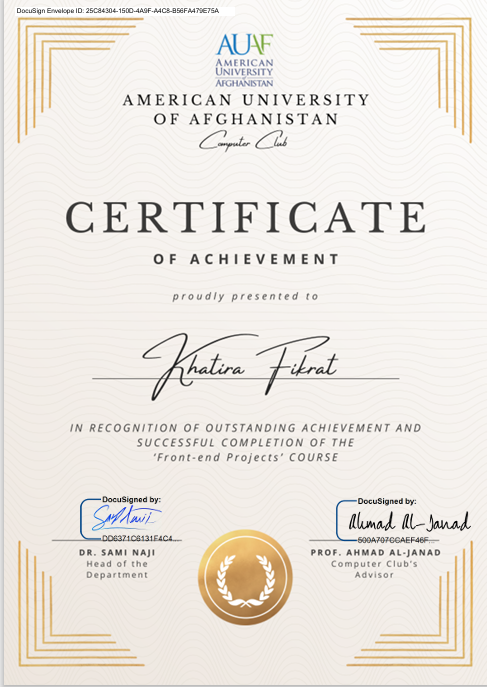 DocuSign Envelope ID: 25C84304-150D-4A9F-A4C8-B56FA479E75A
AUAF
AMERICAN
UNIVERSITY
OF AFGHANISTAN
AMERICAN UNIVERSITY
OF AFGHANISTAN
Computer Club
CERTIFICATE
OF ACHIEVEMENT
proudly presented to
Khatira Fikrat
IN RECOGNITION OF OUTSTANDING ACHIEVEMENT AND
SUCCESSFUL COMPLETION OF THE
'Front-end Projects' COURSE
DocuSigned by:
DD6371C6131F4C4...
DR. SAMI NAJI
Head of the
Department
DocuSigned by:
Ahmad Al-Janad
500A707CCAEF46F...
PROF. AHMAD AL-JANAD
Computer Club's
Advisor